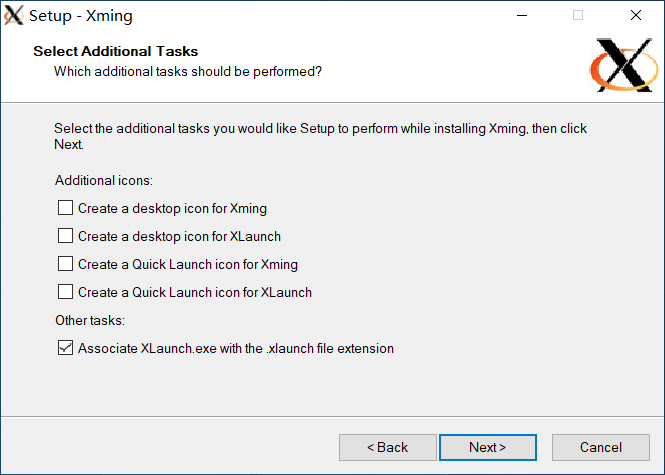 Setup - Xming
Select Additional Tasks
Which additional tasks should be performed?
Select the additional tasks you would like Setup to perform while installing Xming, then click
Next.
Additional icons:
Create a desktop icon for Xming
Create a desktop icon for XLaunch
Create a Quick Launch icon for Xming
Create a Quick Launch icon for XLaunch
Other tasks:
Associate XLaunch.exe with the .xlaunch file extension
< Back
Next >
Cancel